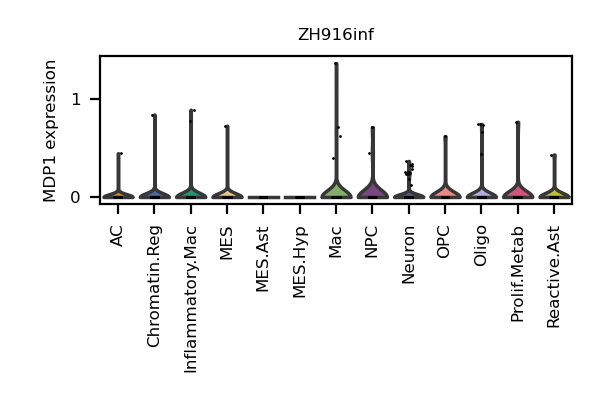 ZH916inf
MDP1 expression
1
0
AC
Chromatin.Reg
Inflammatory.Mac
MES
MES.Ast
MES.Hyp
Mac
NPC
Neuron
OPC
Oligo
Prolif.Metab
Reactive.Ast